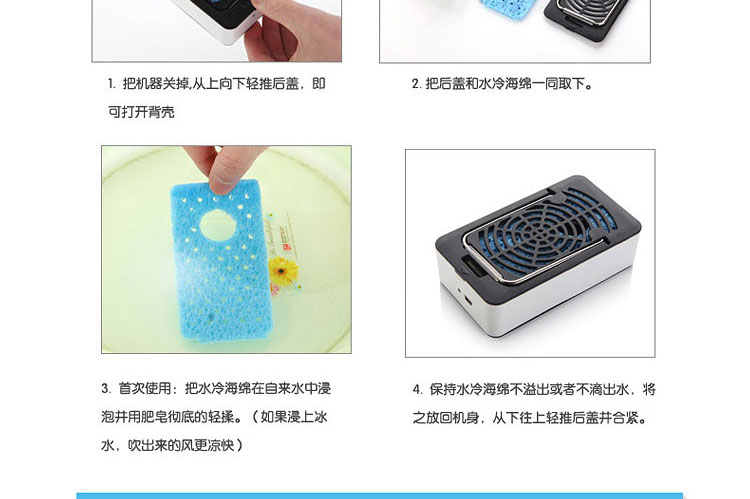 1. 把机器关掉,从上向下轻推后盖，即
可打开背壳
2. 把后盖和水冷海绵一同取下。
3. 首次使用：把水冷海绵在自来水中浸
泡并用肥皂彻底的轻揉。（如果浸上冰
水，吹出来的风更凉快）
4. 保持水冷海绵不溢出或者不滴出水，将
之放回机身，从下往上轻推后盖并合紧。